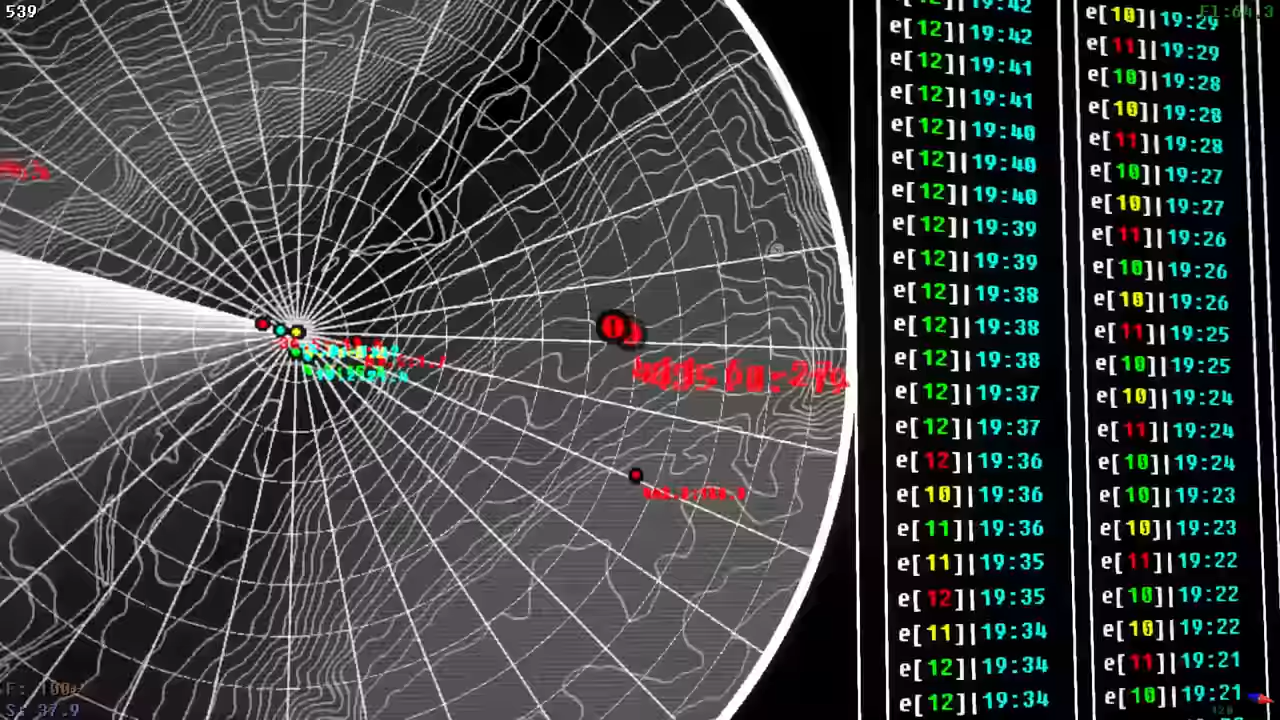 539
e[12]|19:42
e[12]|19:41
e[12]|19:41
e[12]|19:40
e[12]|19:40
e[12]|19:40
e[12]|19:39
e[12]|19:39
e[12]|19:38
e[12]|19:38
e[12]|19:38
e[12]|19:37
e[12]|19:37
e[12]|19:36
e[10]|19:36
e[11]|19:36
e[11]|19:35
e[12]|19:35
e[11]|19:34
e[12]|19:34
e[12]|19:34
e[10]|19:29
e[11]|19:29
e[10]|19:28
e[10]|19:28
e[11]|19:28
e[10]|19:27
e[10]|19:27
e[11]|19:26
e[10]|19:26
e[10]|19:26
e[11]|19:25
e[10]|19:25
e[10]|19:24
e[11]|19:24
e[10]|19:24
e[10]|19:23
e[10]|19:23
e[11]|19:22
e[10]|19:22
e[10]|19:22
e[11]|19:21
e[10]|19:21
S: 37.9